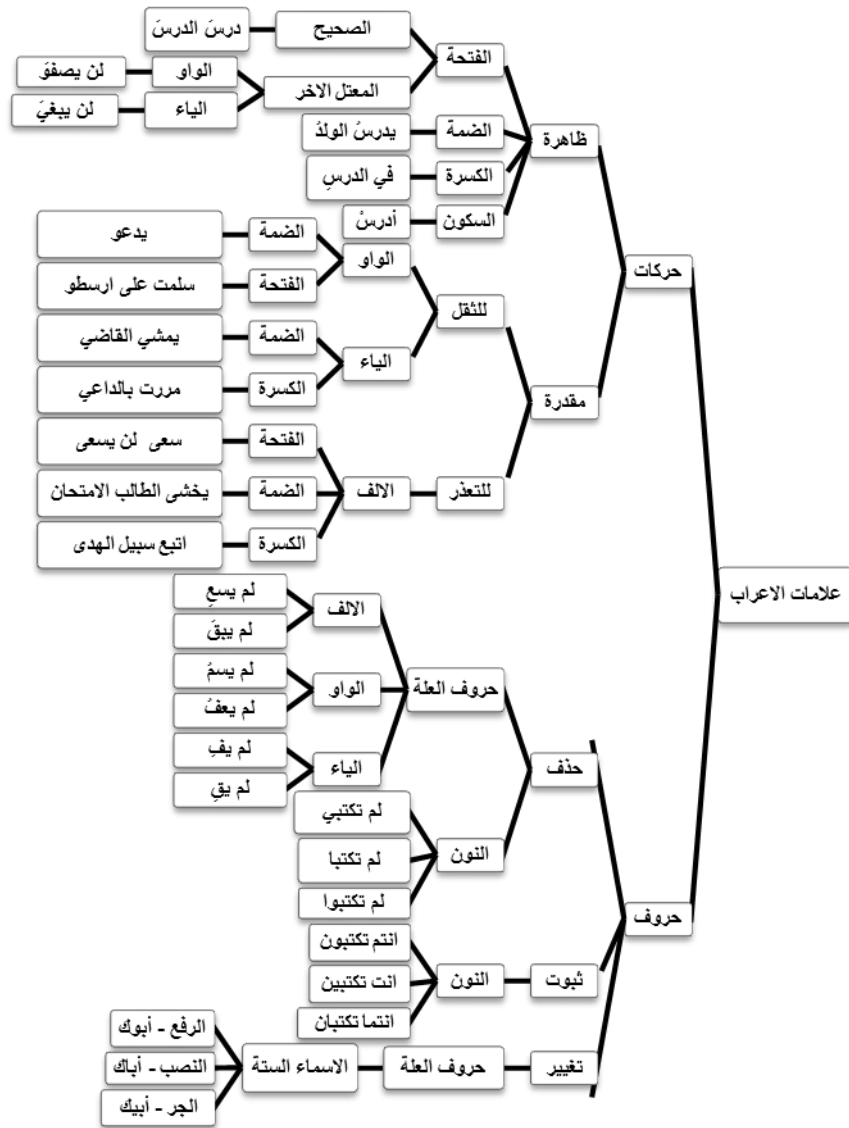 علامات الاعراب
حركات
ظاهرة
الفتحة
الصحيح
درسَ الدرسَ
المعتل الاخر
الواو
لن يصفوَ
الياء
لن يبغيَ
الضمة
يدرسُ الولدُ
الكسرة
في الدرسِ
السكون
أدرسْ
مقدرة
للثقل
الواو
الضمة
يدعو
الفتحة
سلمت على ارسطو
الياء
الضمة
يمشي القاضي
الكسرة
مررت بالداعي
للتعذر
الالف
الفتحة
سعى لن يسعى
الضمة
يخشى الطالب الامتحان
الكسرة
اتبع سبيل الهدى
حروف
حذف
حروف العلة
الالف
لم يسعِ
لم يبقَ
الواو
لم يسمُ
لم يعفُ
الياء
لم يفِ
لم يقِ
النون
لم تكتبي
لم تكتبا
لم تكتبوا
ثبوت
النون
انتم تكتبون
انت تكتبين
انتما تكتبان
تغيير
حروف العلة
الاسماء الستة
الرفع - أبوك
النصب - أباك
الجر - أبيك